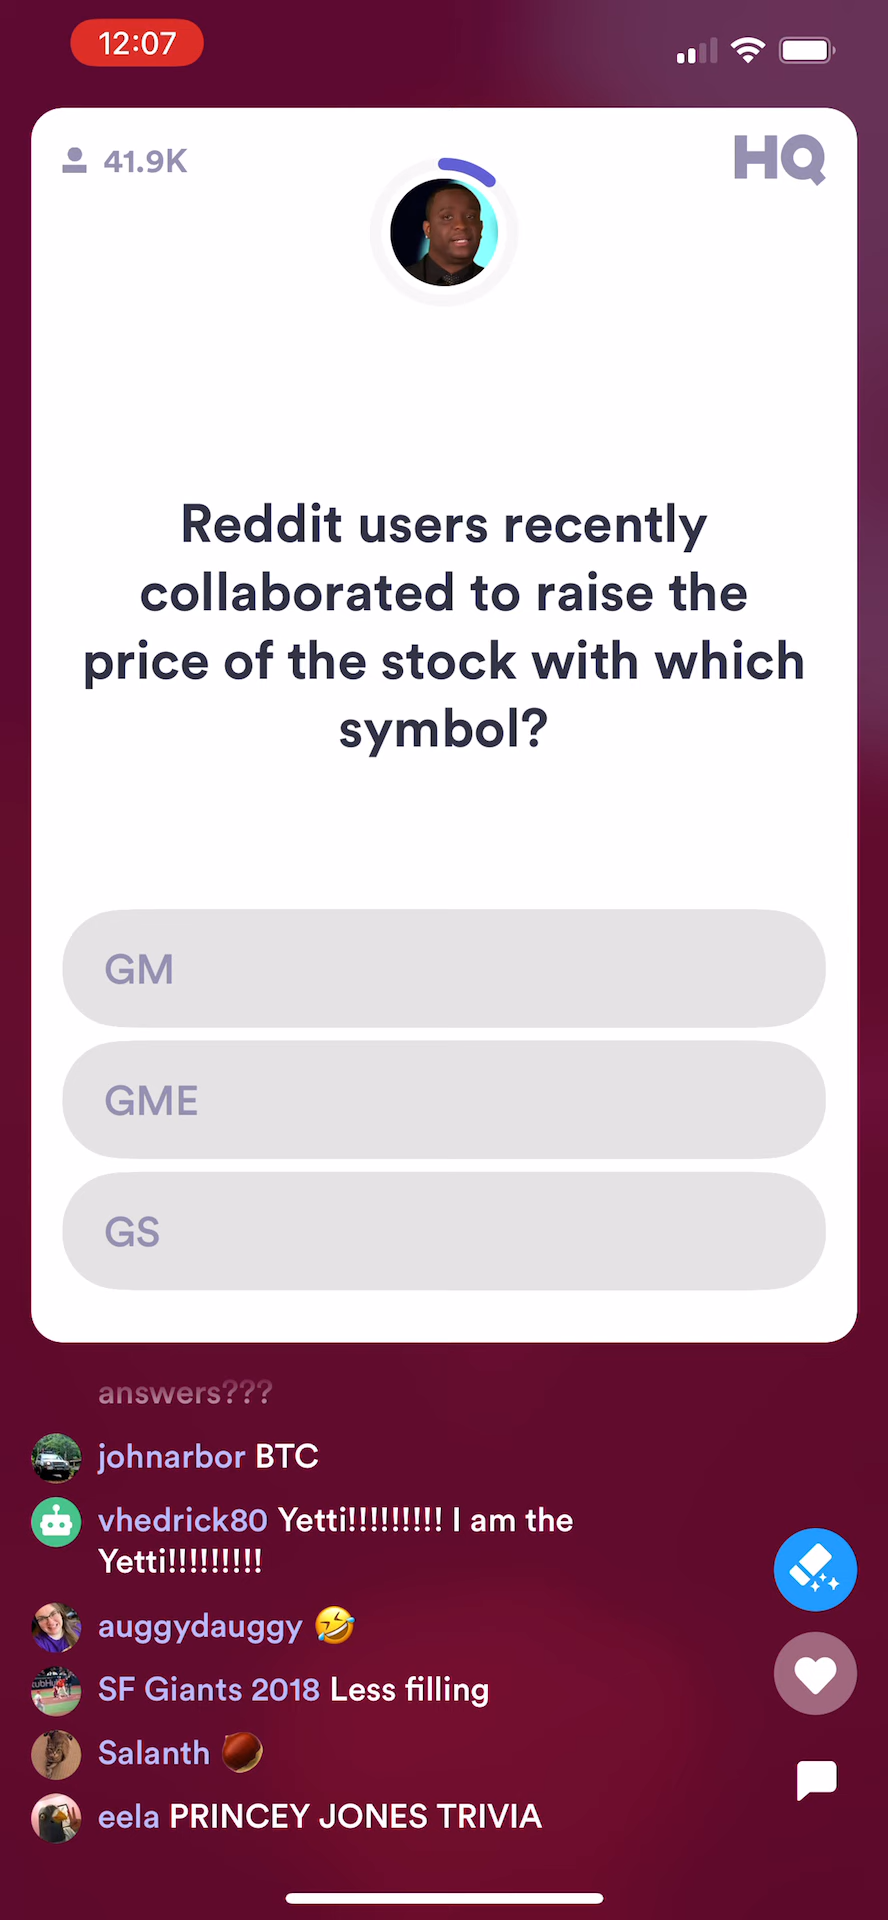 12:07
41.9K
HQ
Reddit users recently
collaborated to raise the
price of the stock with which
symbol?
GM
GME
GS
answers???
johnarbor BTC
vhedrick80 Yetti!!!!!!!!! I am the
Yetti!!!!!!!!!
auggydauggy 🤣
SF Giants 2018 Less filling
Salanth 🌰
eela PRINCEY JONES TRIVIA